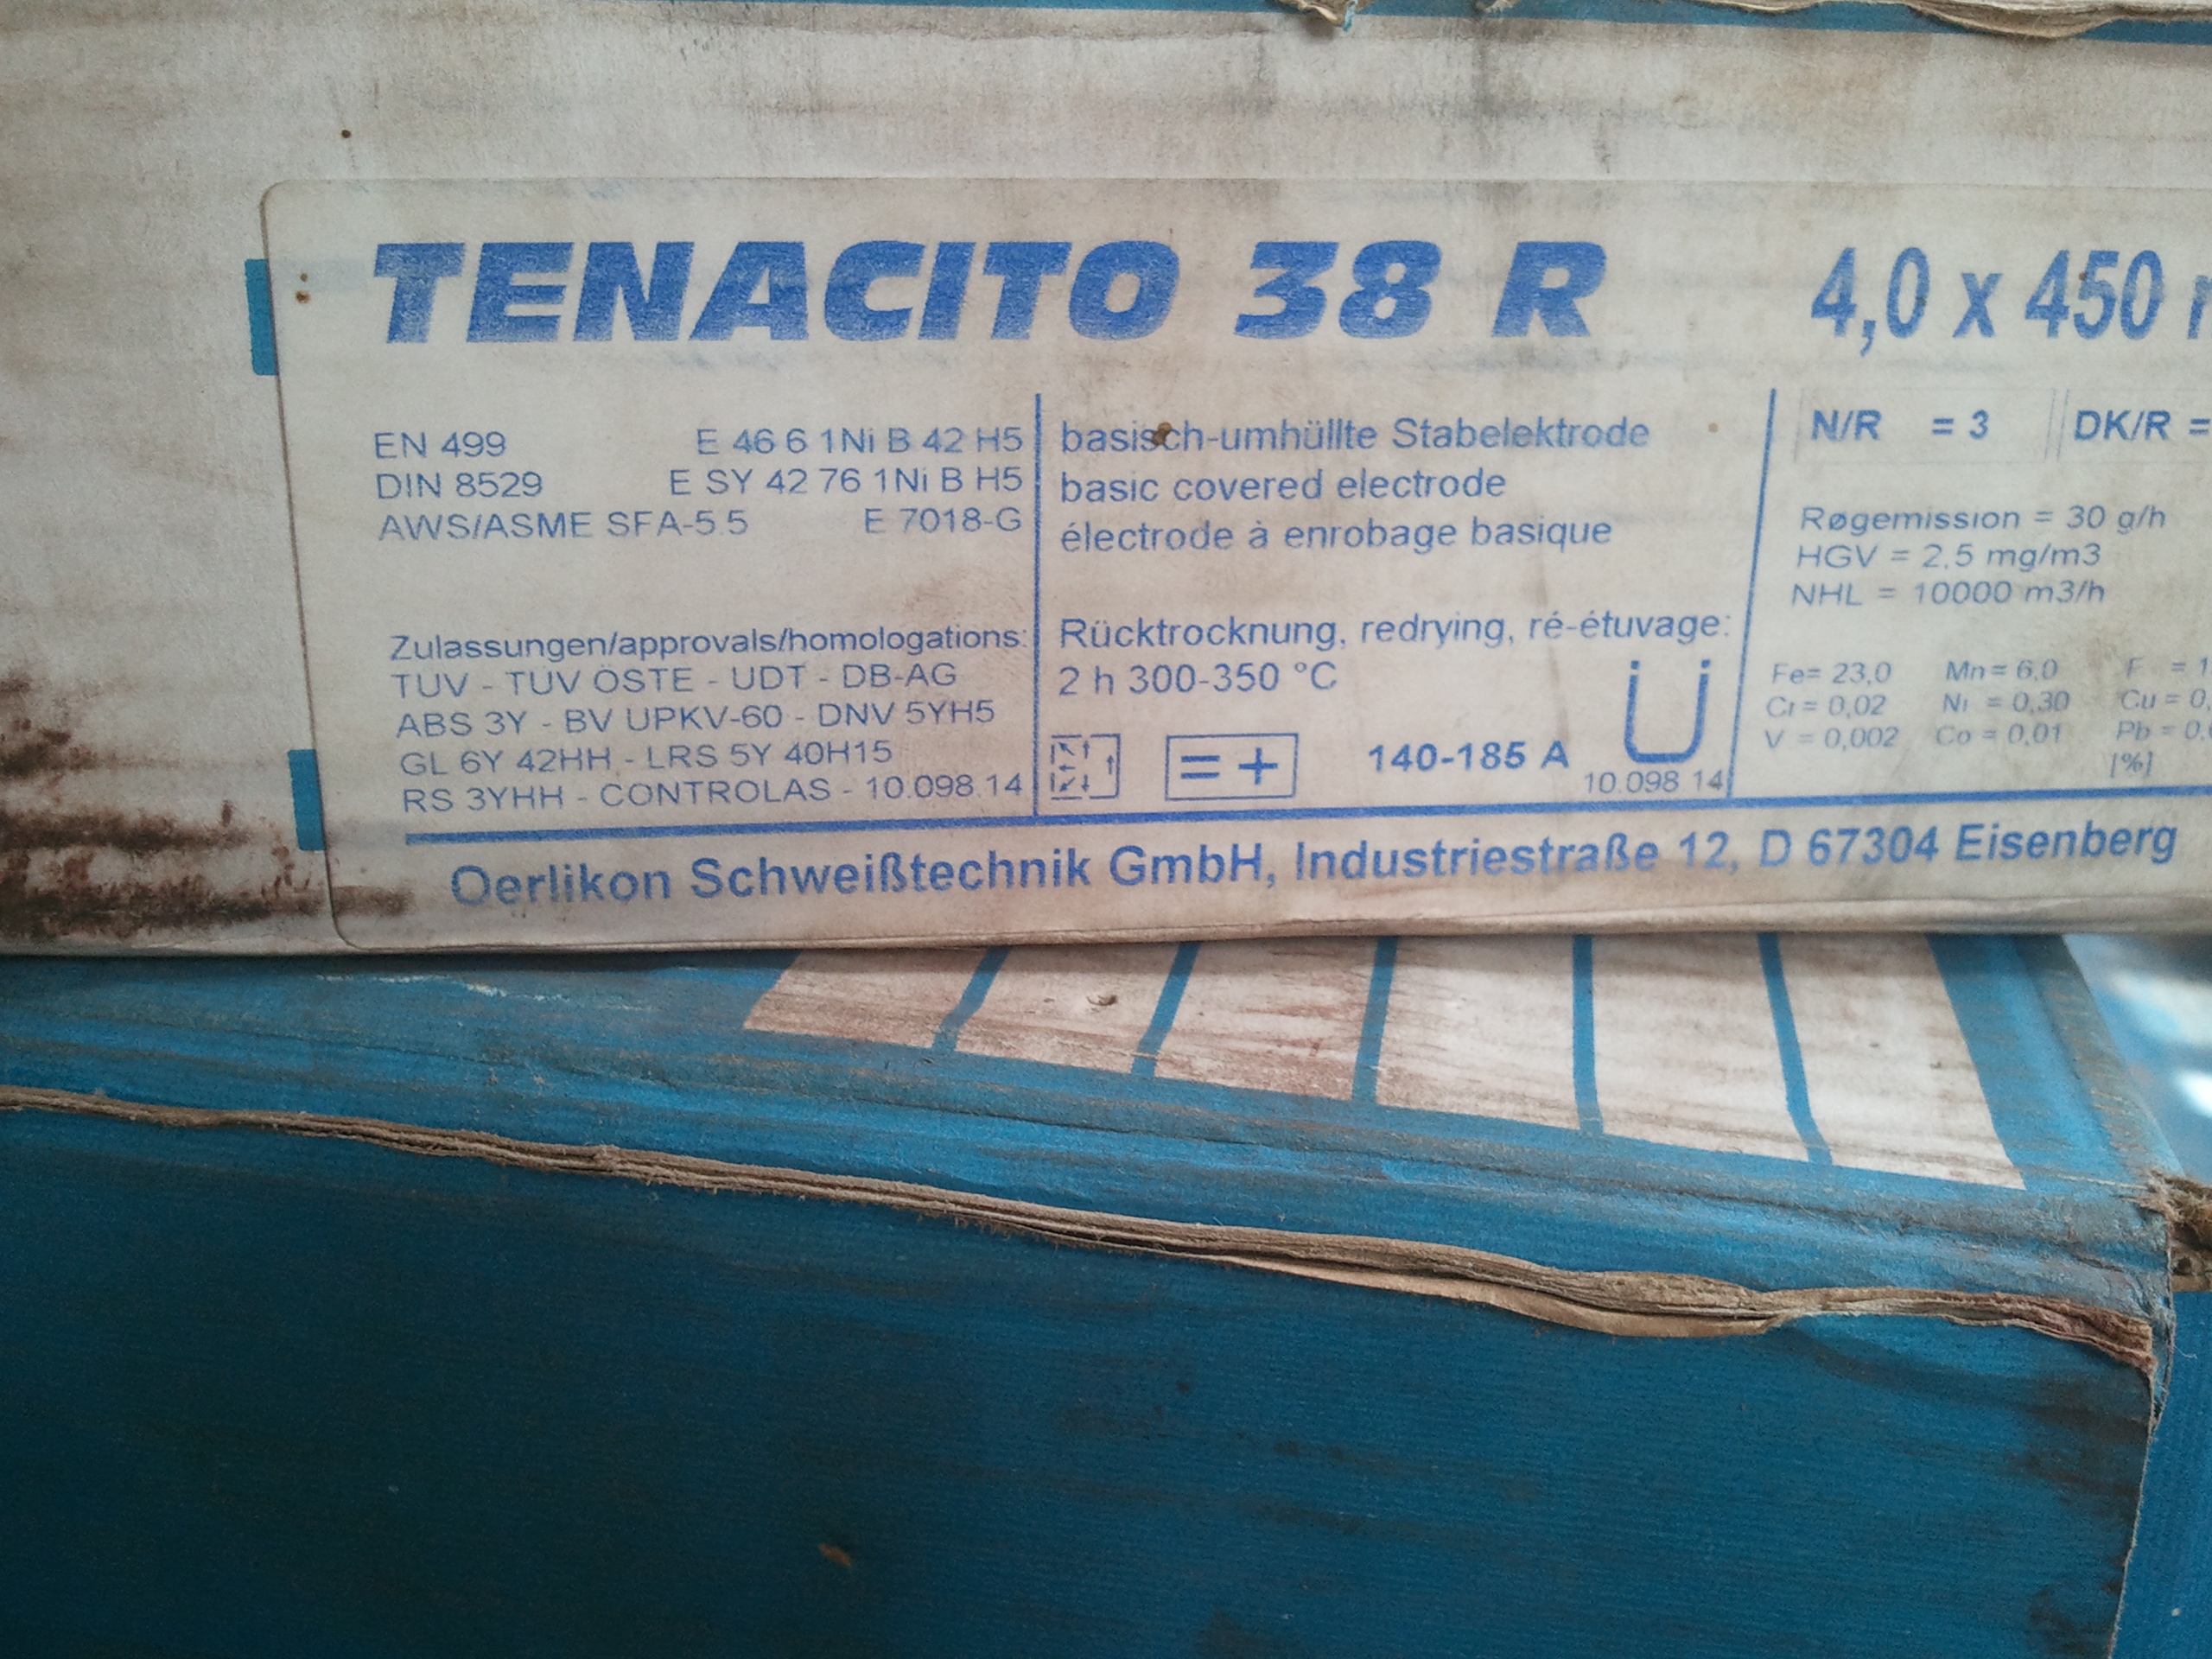 TENACITO 38 R 4,0 x 450
EN 499 E 46 6 1Ni B 42 H5
DIN 8529 E SY 42 76 1Ni B H5
AWS/ASME SFA-5.5 E 7018-G
Zulassungen/approvals/homologations:
TÜV - TÜV ÖSTE - UDT - DB-AG
ABS 3Y - BV UPKV-60 - DNV 5YH5
GL 6Y 42HH - LRS 5Y 40H15
RS 3YHH - CONTROLAS - 10.098.14
basisch-umhüllte Stabelektrode
basic covered electrode
électrode à enrobage basique
Rücktrocknung, redrying, ré-étuvage:
2 h 300-350 °C
= + 140-185 A
10.098 14
N/R = 3 DK/R =
Røgemission = 30 g/h
HGV = 2,5 mg/m3
NHL = 10000 m3/h
Fe= 23,0 Mn= 6,0 F =
Cr = 0,02 Ni = 0,30 Cu =
V = 0,002 Co = 0,01 Pb =
[%]
Oerlikon Schweißtechnik GmbH, Industriestraße 12, D 67304 Eisenberg